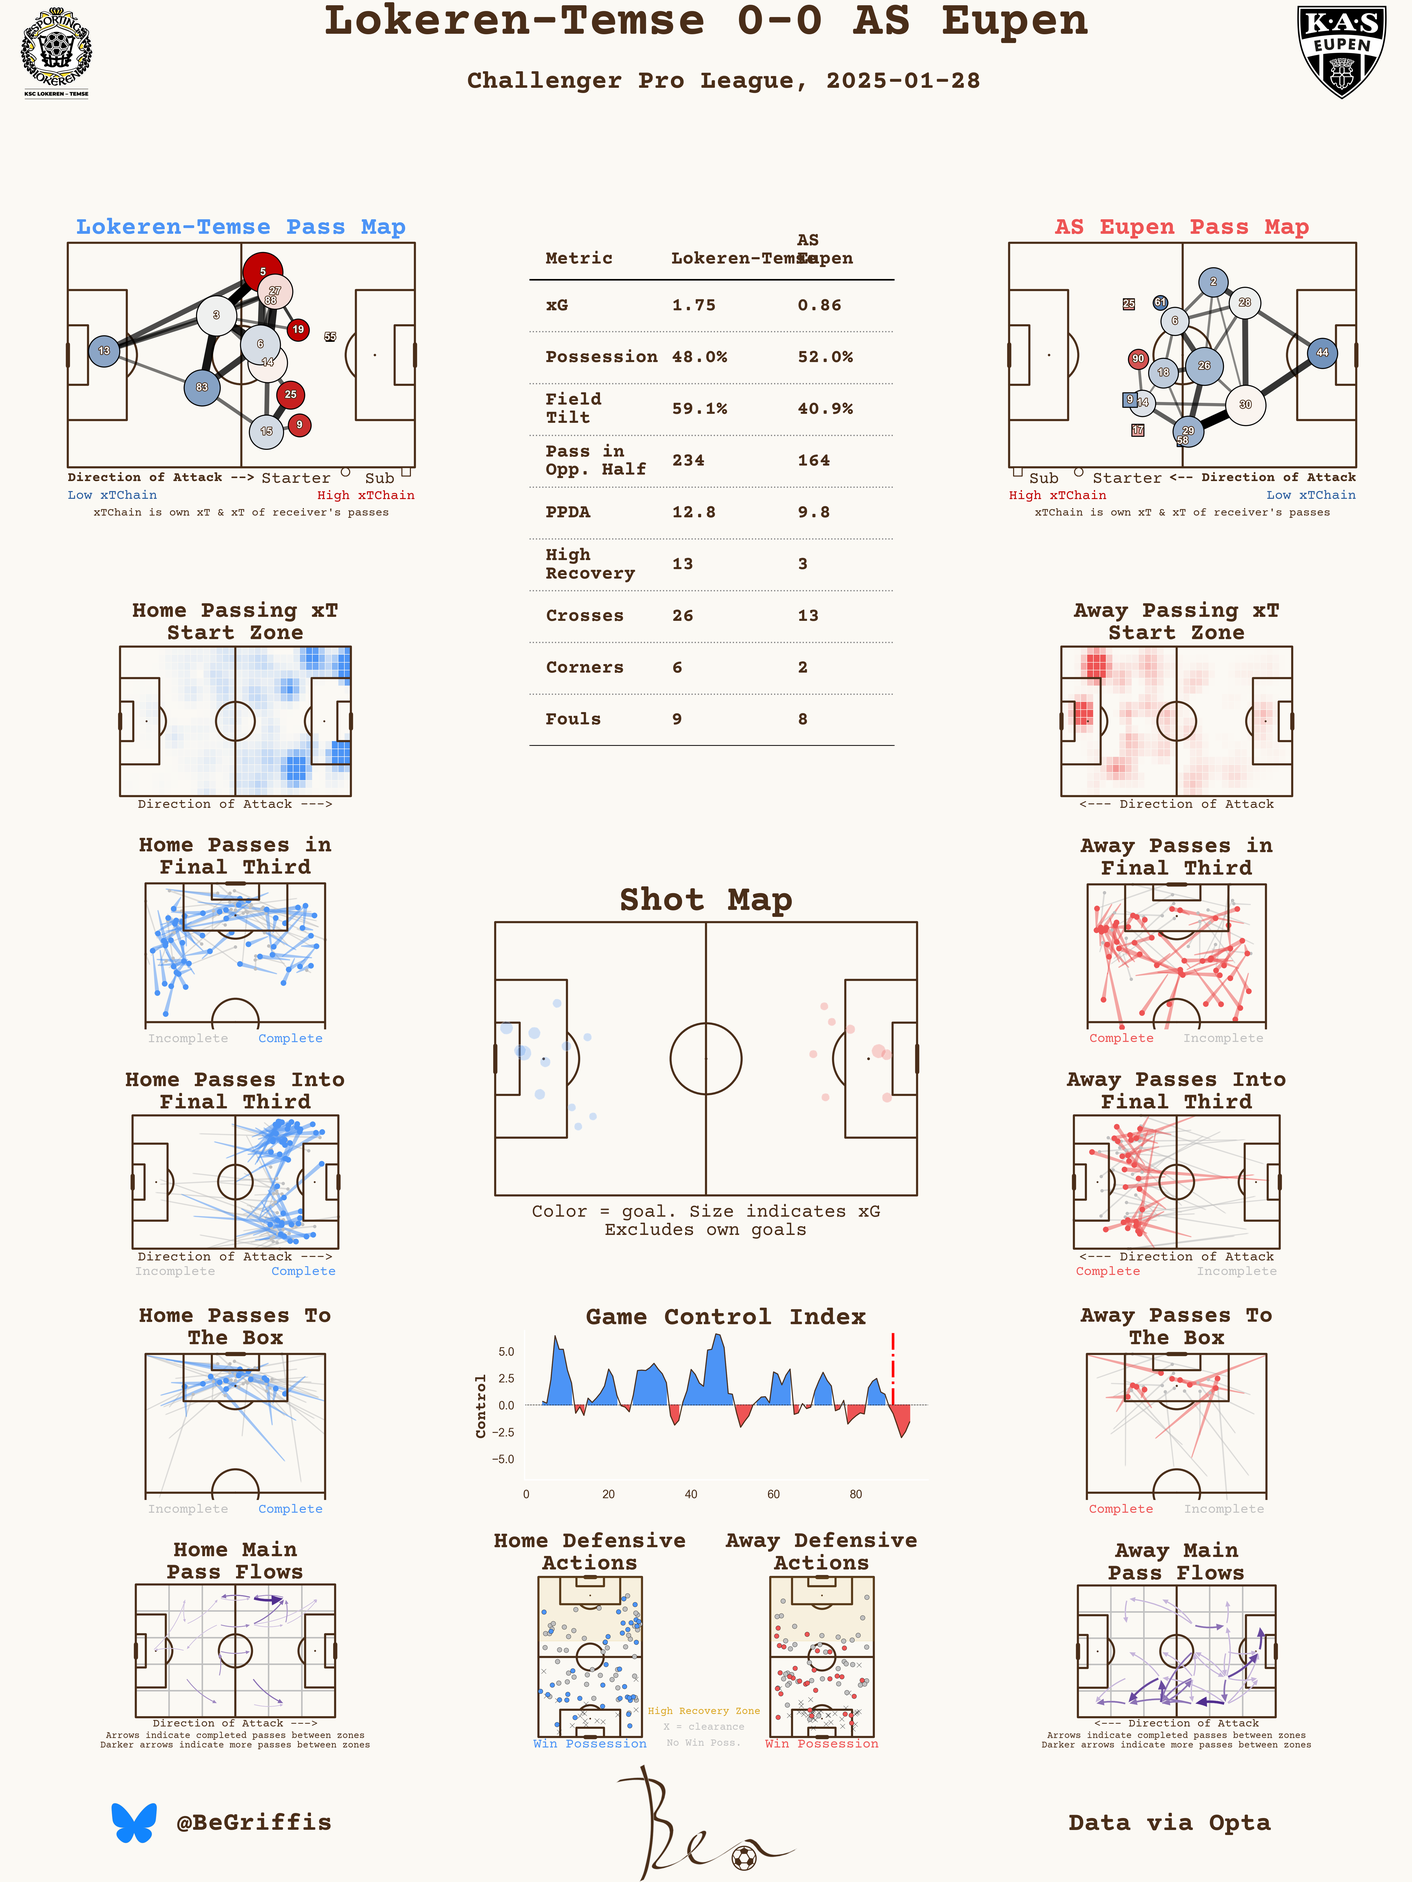 Lokeren-Temse 0-0 AS Eupen
Challenger Pro League, 2025-01-28
SPORTING
LOKEREN
KSC LOKEREN - TEMSE
K·A·S
EUPEN
Lokeren-Temse Pass Map
5
27
88
3
19
55
6
13
14
83
25
15
9
Direction of Attack --> Starter Sub
Low xTChain High xTChain
xTChain is own xT & xT of receiver's passes
Metric Lokeren-Temse AS Eupen
xG 1.75 0.86
Possession 48.0% 52.0%
Field Tilt 59.1% 40.9%
Pass in Opp. Half 234 164
PPDA 12.8 9.8
High Recovery 13 3
Crosses 26 13
Corners 6 2
Fouls 9 8
AS Eupen Pass Map
2
25
61
28
6
44
90
26
18
9
14
30
17
29
58
Sub Starter <-- Direction of Attack
High xTChain Low xTChain
xTChain is own xT & xT of receiver's passes
Home Passing xT
Start Zone
Direction of Attack --->
Away Passing xT
Start Zone
<--- Direction of Attack
Home Passes in
Final Third
Incomplete Complete
Away Passes in
Final Third
Complete Incomplete
Shot Map
Color = goal. Size indicates xG
Excludes own goals
Home Passes Into
Final Third
Direction of Attack --->
Incomplete Complete
Away Passes Into
Final Third
<--- Direction of Attack
Complete Incomplete
Home Passes To
The Box
Incomplete Complete
Game Control Index
Control
5.0
2.5
0.0
−2.5
−5.0
0 20 40 60 80
Away Passes To
The Box
Complete Incomplete
Home Main
Pass Flows
Direction of Attack --->
Arrows indicate completed passes between zones
Darker arrows indicate more passes between zones
Home Defensive
Actions
Win Possession
High Recovery Zone
X = clearance
No Win Poss.
Away Defensive
Actions
Win Possession
Away Main
Pass Flows
<--- Direction of Attack
Arrows indicate completed passes between zones
Darker arrows indicate more passes between zones
@BeGriffis
Ben
Data via Opta